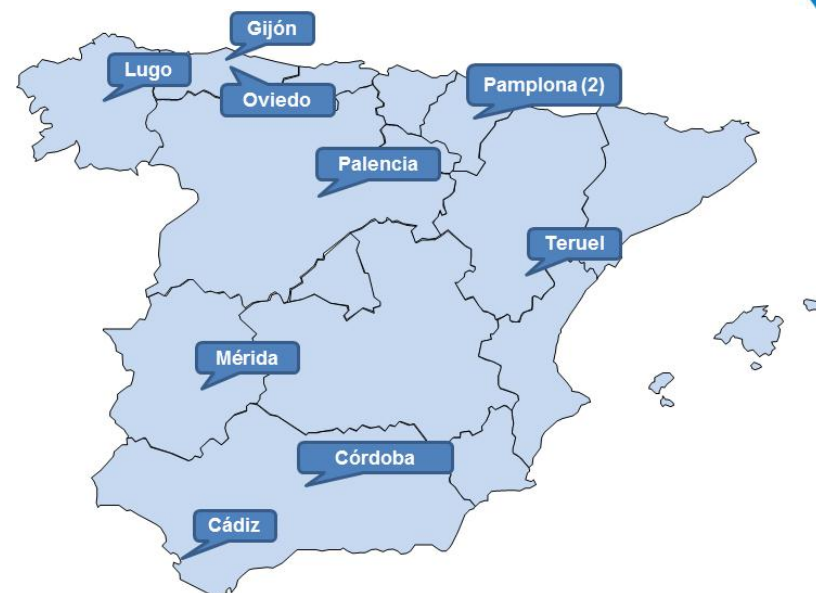 Gijón
Lugo
Pamplona (2)
Oviedo
Palencia
Teruel
Mérida
Córdoba
Cádiz